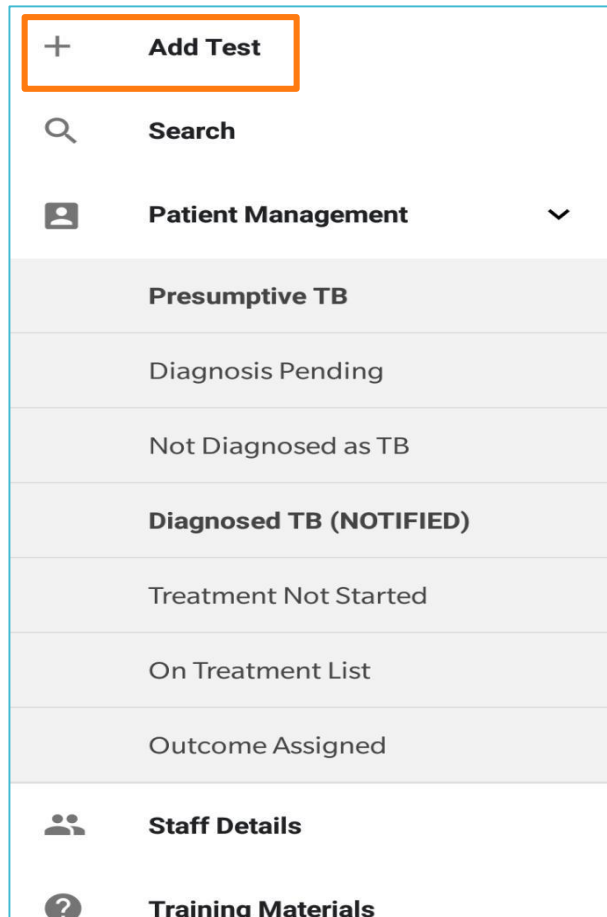 Add Test
Search
Patient Management
Presumptive TB
Diagnosis Pending
Not Diagnosed as TB
Diagnosed TB (NOTIFIED)
Treatment Not Started
On Treatment List
Outcome Assigned
Staff Details
Training Materials